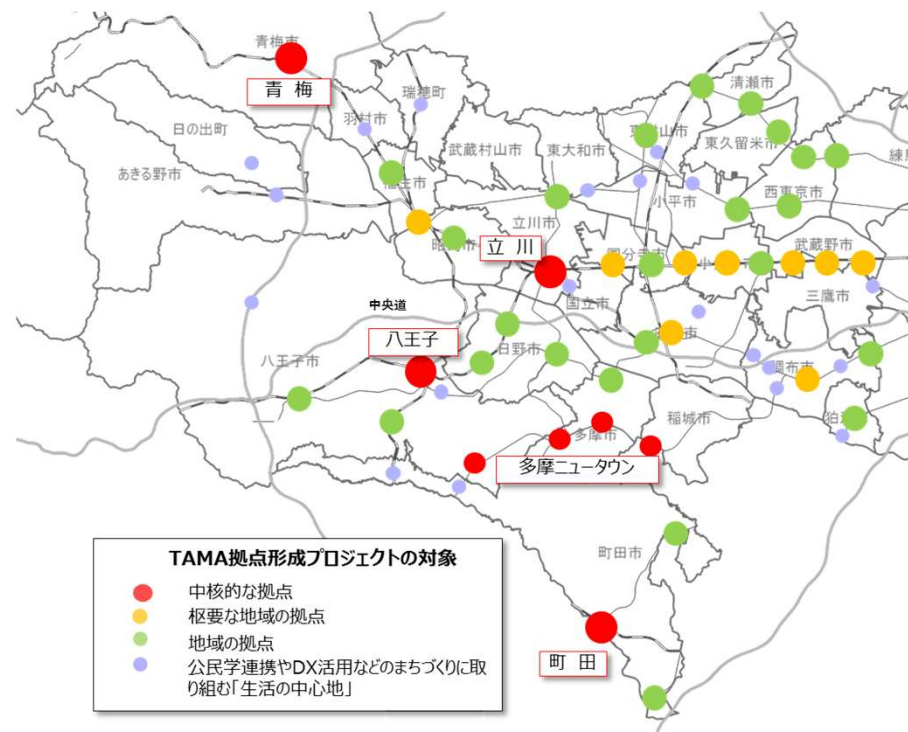 青梅市
青 梅
瑞穂町
清瀬市
羽村市
日の出町
東久留米市
武蔵村山市
東大和市
あきる野市
小平市
西東京市
立川市
立 川
武蔵野市
三鷹市
国立市
中央道
八王子
八王子市
日野市
調布市
多摩市
稲城市
多摩ニュータウン
町田市
町 田
TAMA拠点形成プロジェクトの対象
中核的な拠点
枢要な地域の拠点
地域の拠点
公民学連携やDX活用などのまちづくりに取
り組む「生活の中心地」